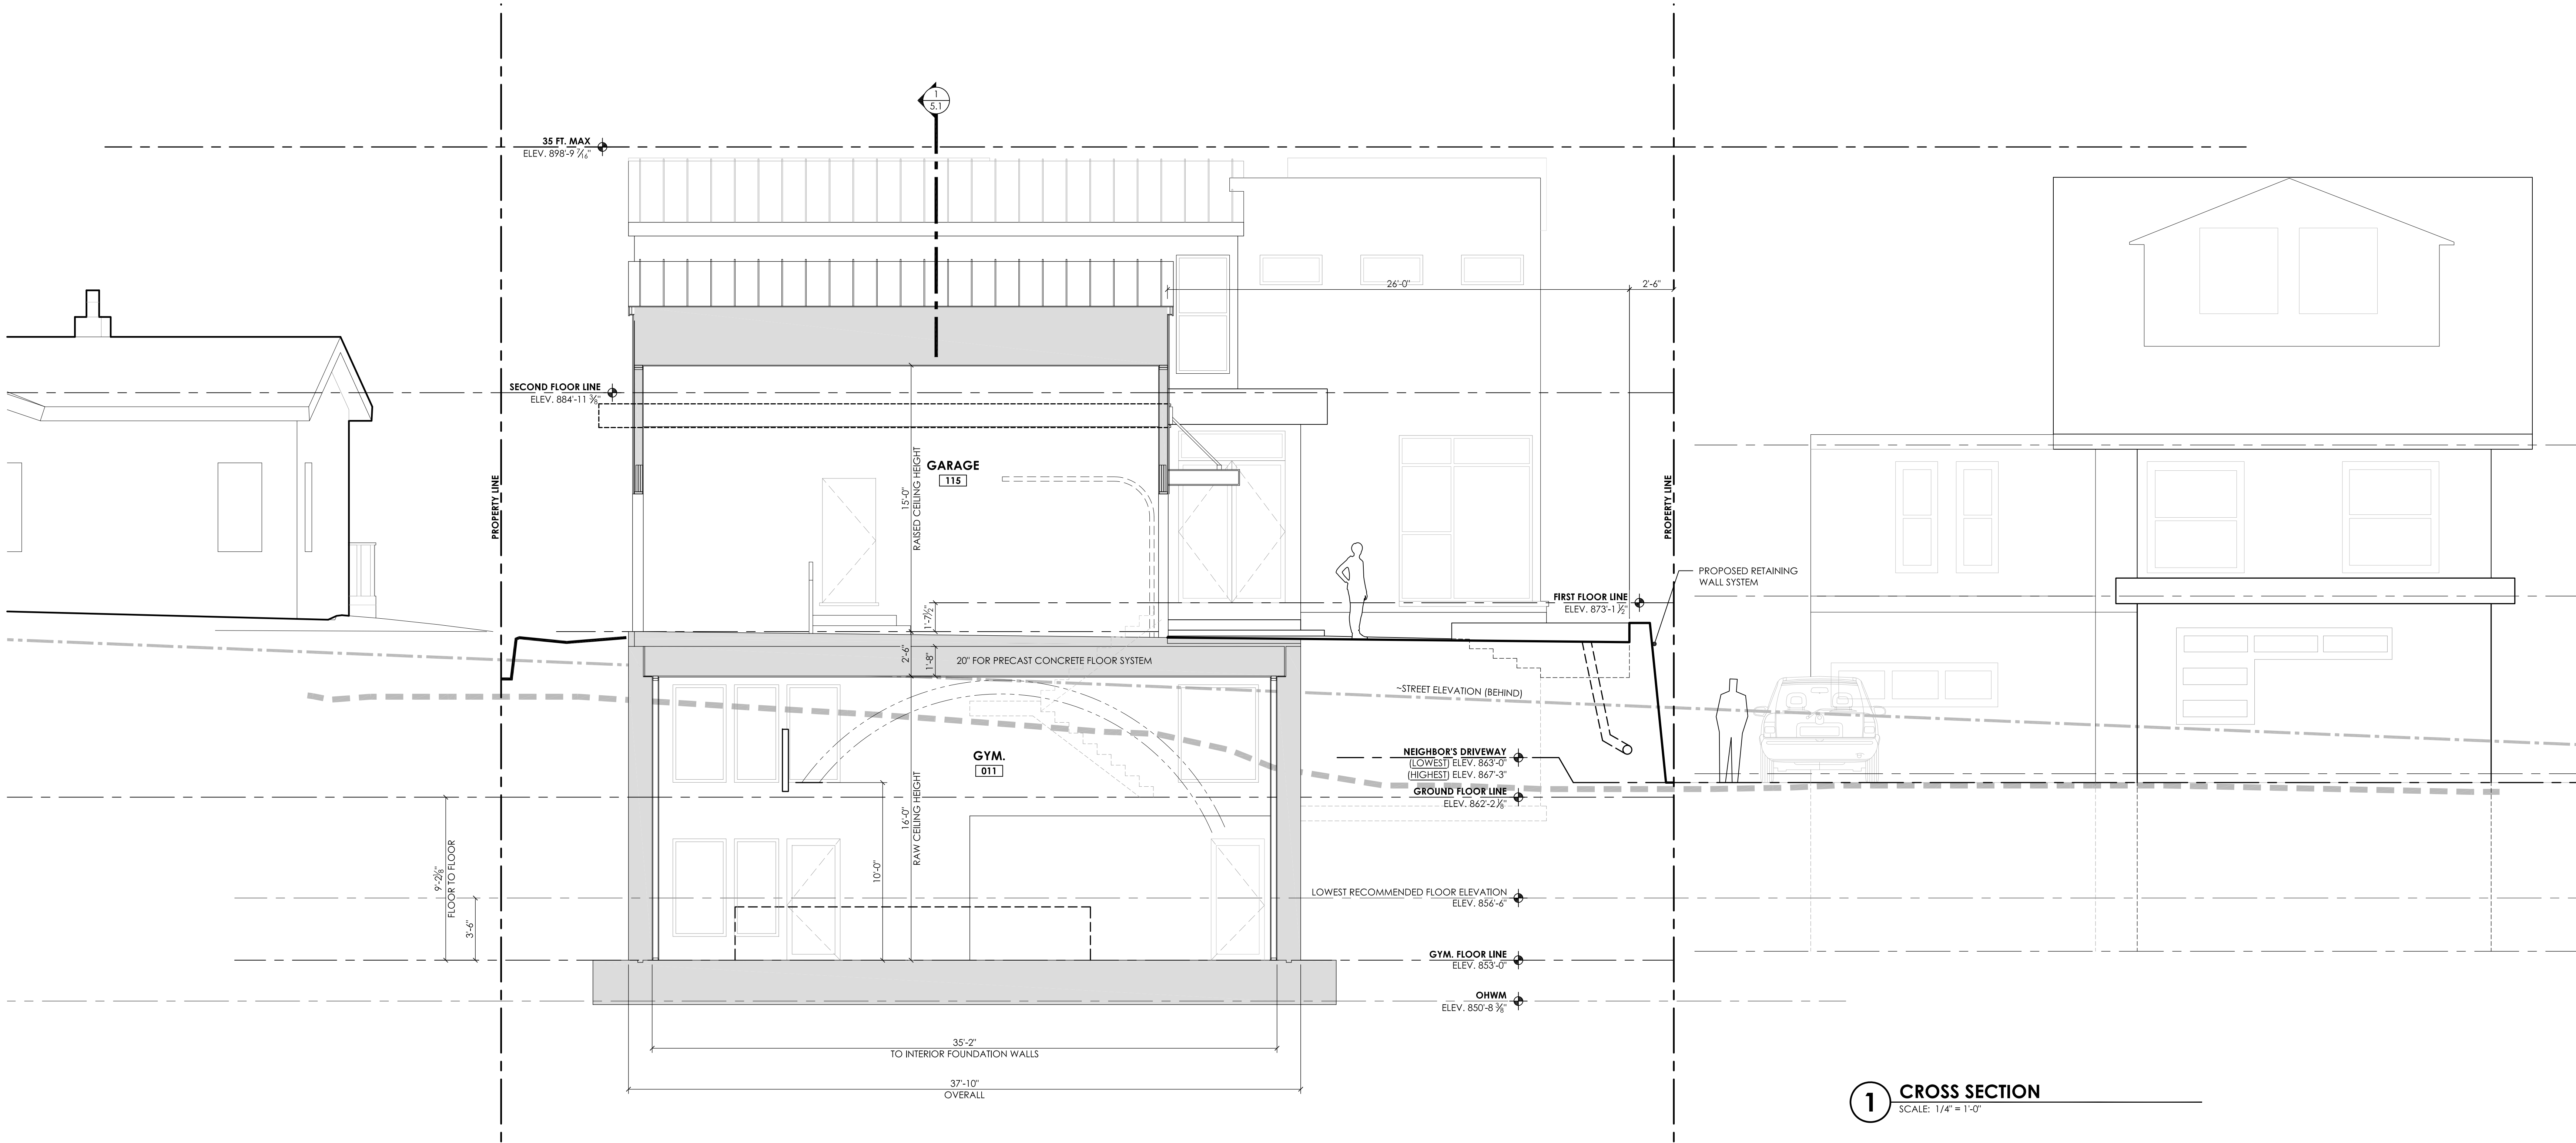 1
5.1
35 FT. MAX
ELEV. 898'-9 7/16"
26'-0"
2'-6"
SECOND FLOOR LINE
ELEV. 884'-11 3/8"
PROPERTY LINE
GARAGE
115
15'-0"
RAISED CEILING HEIGHT
PROPERTY LINE
PROPOSED RETAINING
WALL SYSTEM
FIRST FLOOR LINE
ELEV. 873'-1 1/2"
1'-7 1/2"
2'-6"
1'-8"
20" FOR PRECAST CONCRETE FLOOR SYSTEM
~STREET ELEVATION (BEHIND)
GYM.
011
NEIGHBOR'S DRIVEWAY
(LOWEST) ELEV. 863'-0"
(HIGHEST) ELEV. 867'-3"
GROUND FLOOR LINE
ELEV. 862'-2 1/8"
16'-0"
RAW CEILING HEIGHT
10'-0"
9'-2 1/8"
FLOOR TO FLOOR
3'-6"
LOWEST RECOMMENDED FLOOR ELEVATION
ELEV. 856'-6"
GYM. FLOOR LINE
ELEV. 853'-0"
OHWM
ELEV. 850'-8 3/8"
35'-2"
TO INTERIOR FOUNDATION WALLS
37'-10"
OVERALL
1
CROSS SECTION
SCALE: 1/4" = 1'-0"